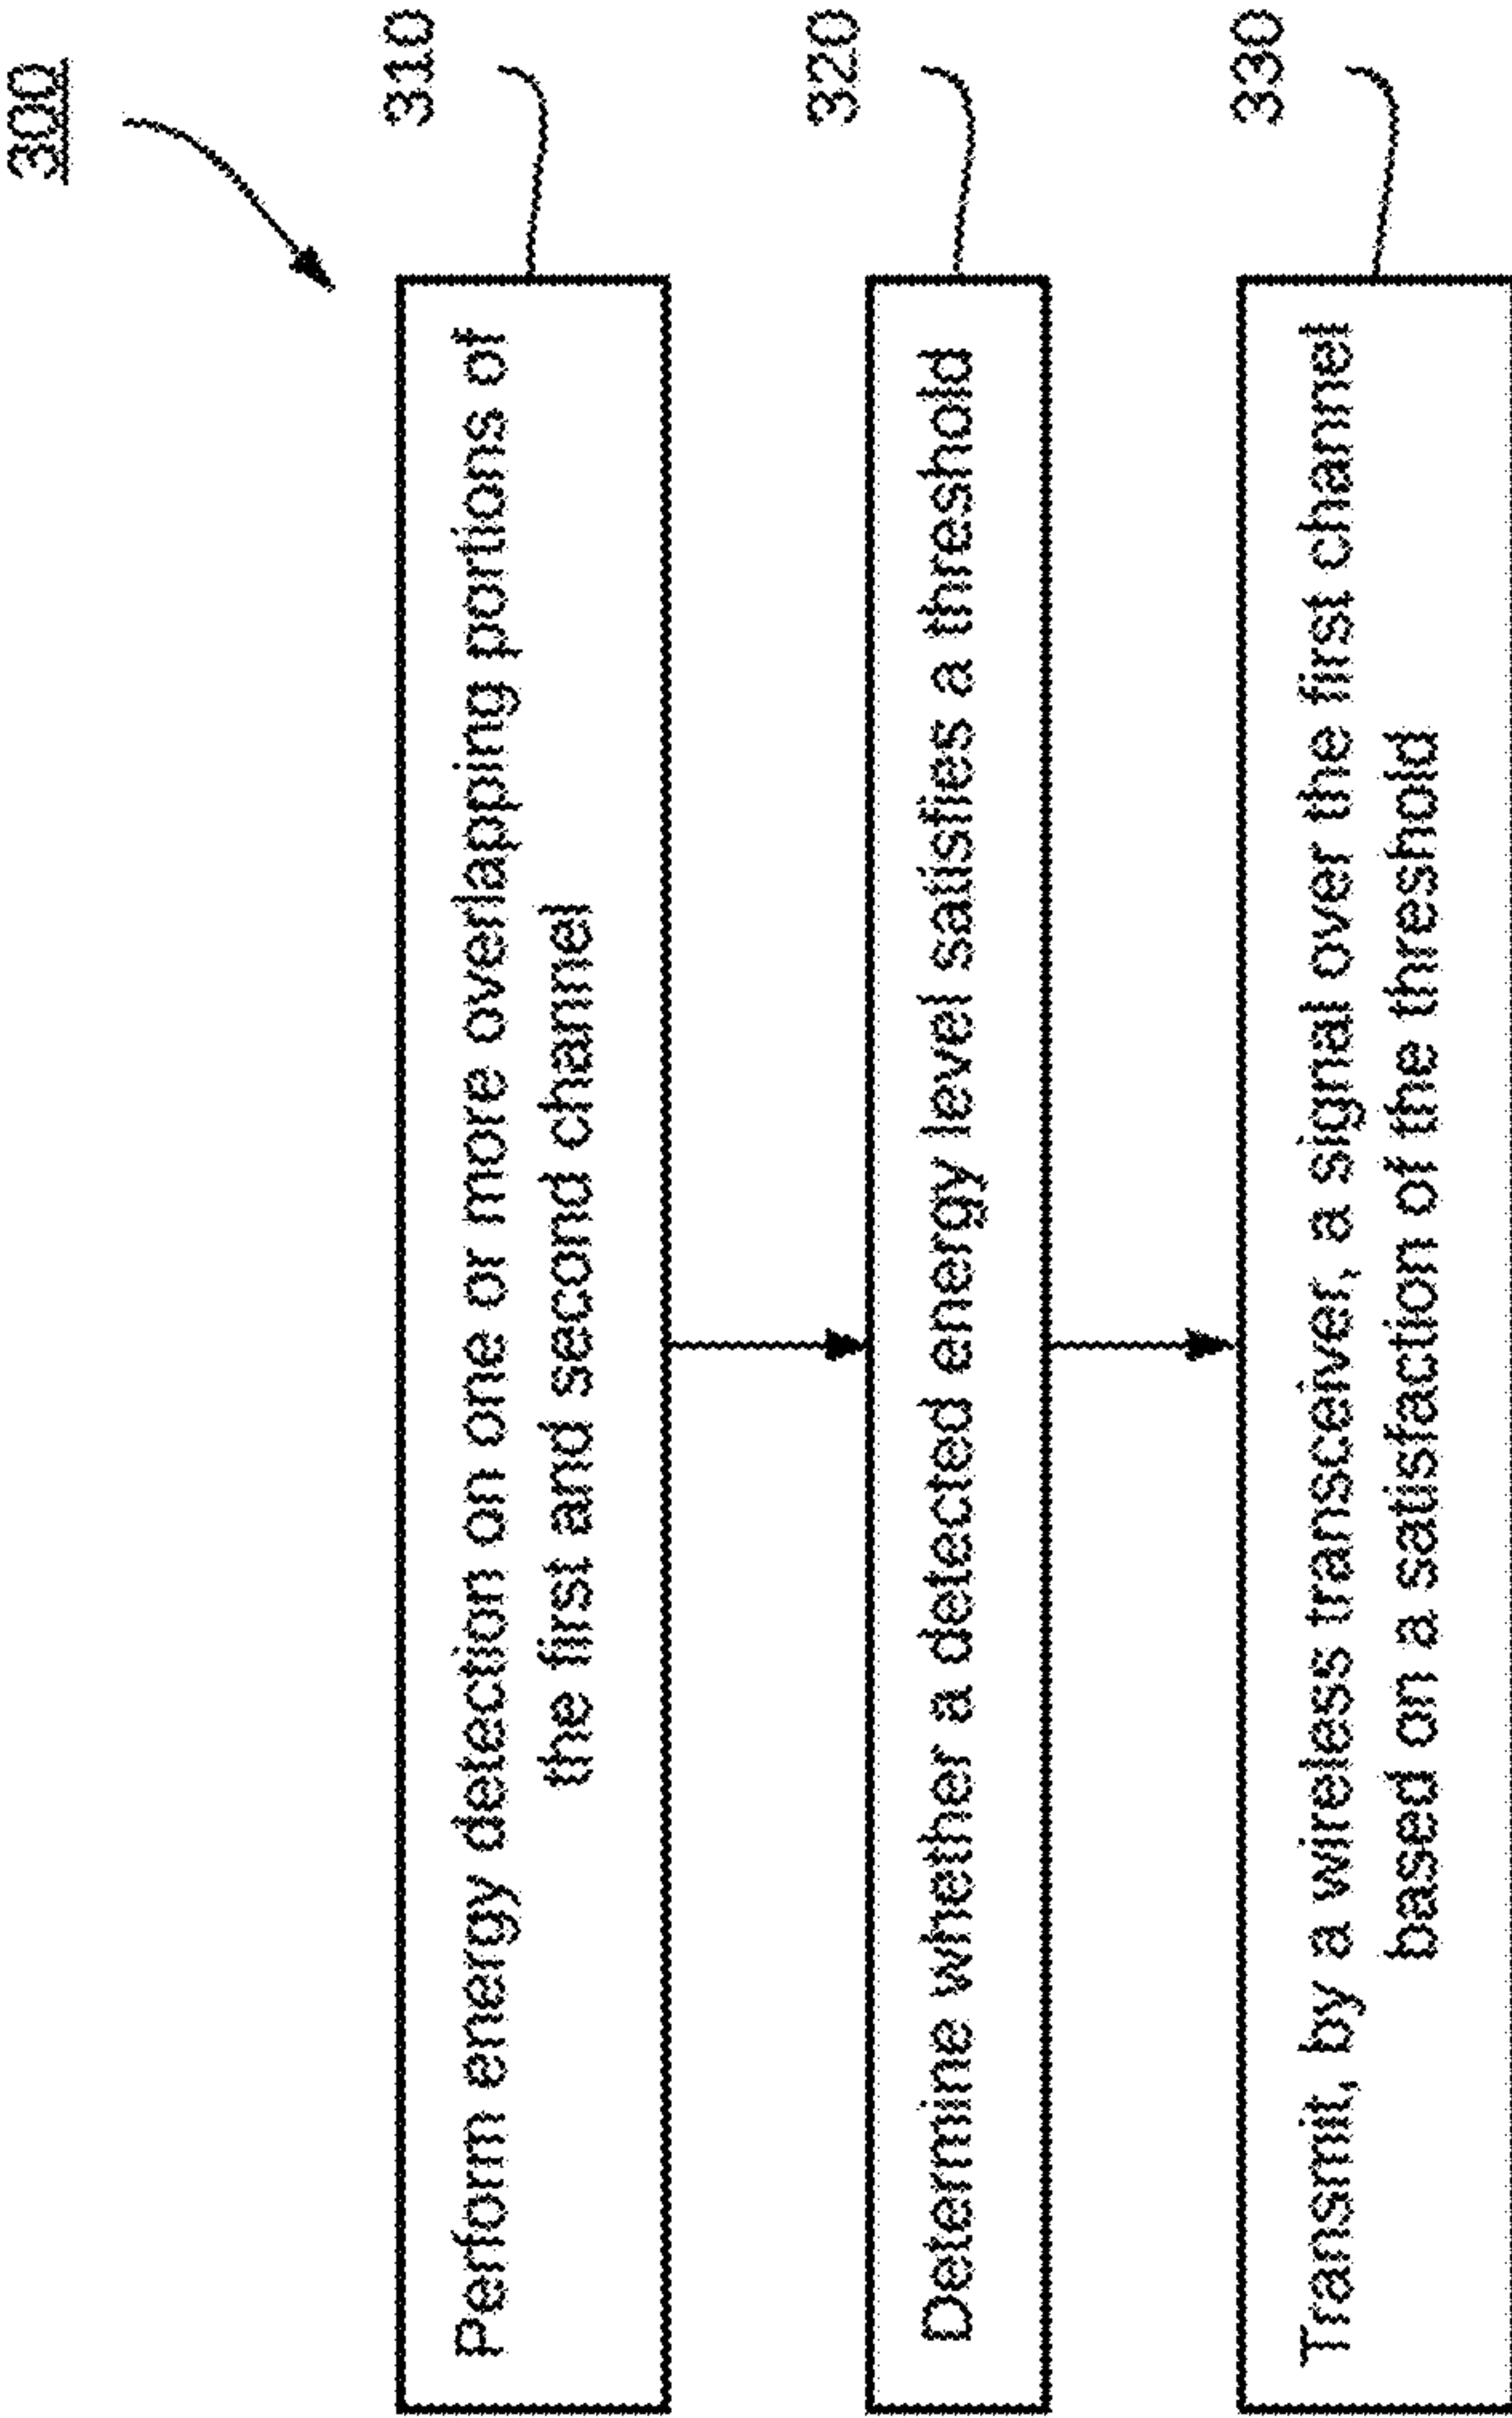 300
310
Perform energy detection on one or more overlapping portions of
the first and second channel
320
Determine whether a detected energy level satisfies a threshold
330
Transmit, by a wireless transceiver, a signal over the first channel
based on a satisfaction of the threshold